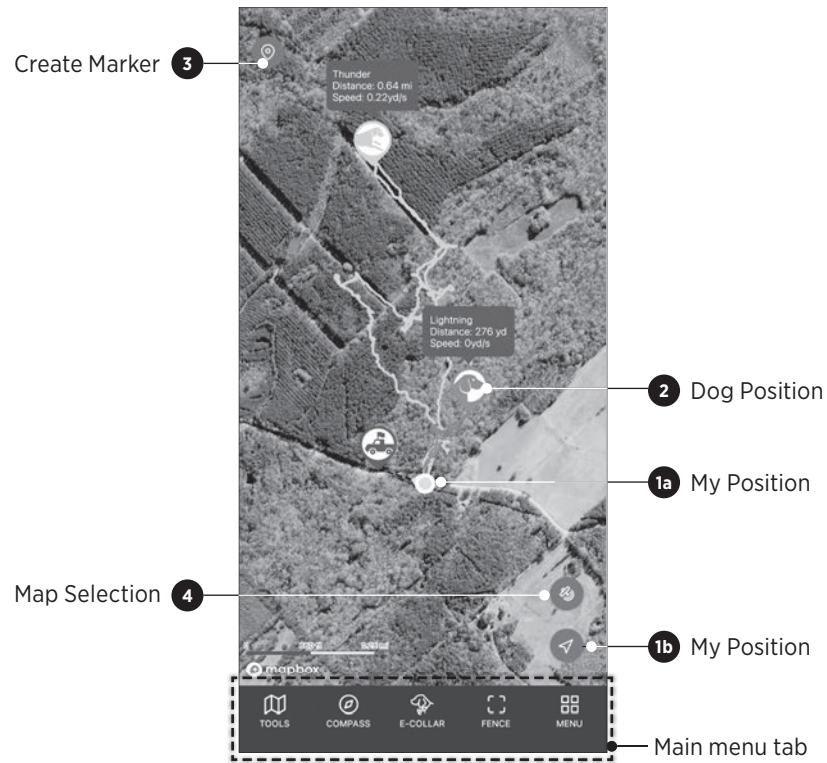 Create Marker 3
Thunder
Distance: 0.64 mi
Speed: 0.22yd/s
Lightning
Distance: 276 yd
Speed: 0yd/s
2 Dog Position
1a My Position
Map Selection 4
1b My Position
mapbox
TOOLS COMPASS E-COLLAR FENCE MENU
Main menu tab